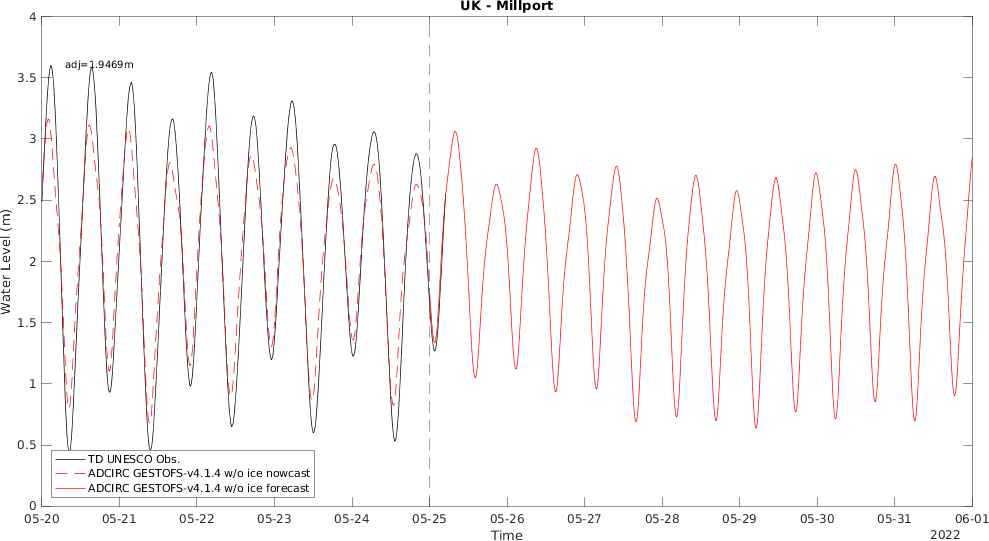 UK - Millport
4
adj=1.9469m
3.5
3
2.5
Water Level (m)
2
1.5
1
0.5
0
TD UNESCO Obs.
ADCIRC GESTOFS-v4.1.4 w/o ice nowcast
ADCIRC GESTOFS-v4.1.4 w/o ice forecast
05-20 05-21 05-22 05-23 05-24 05-25 05-26 05-27 05-28 05-29 05-30 05-31 06-01
Time
2022